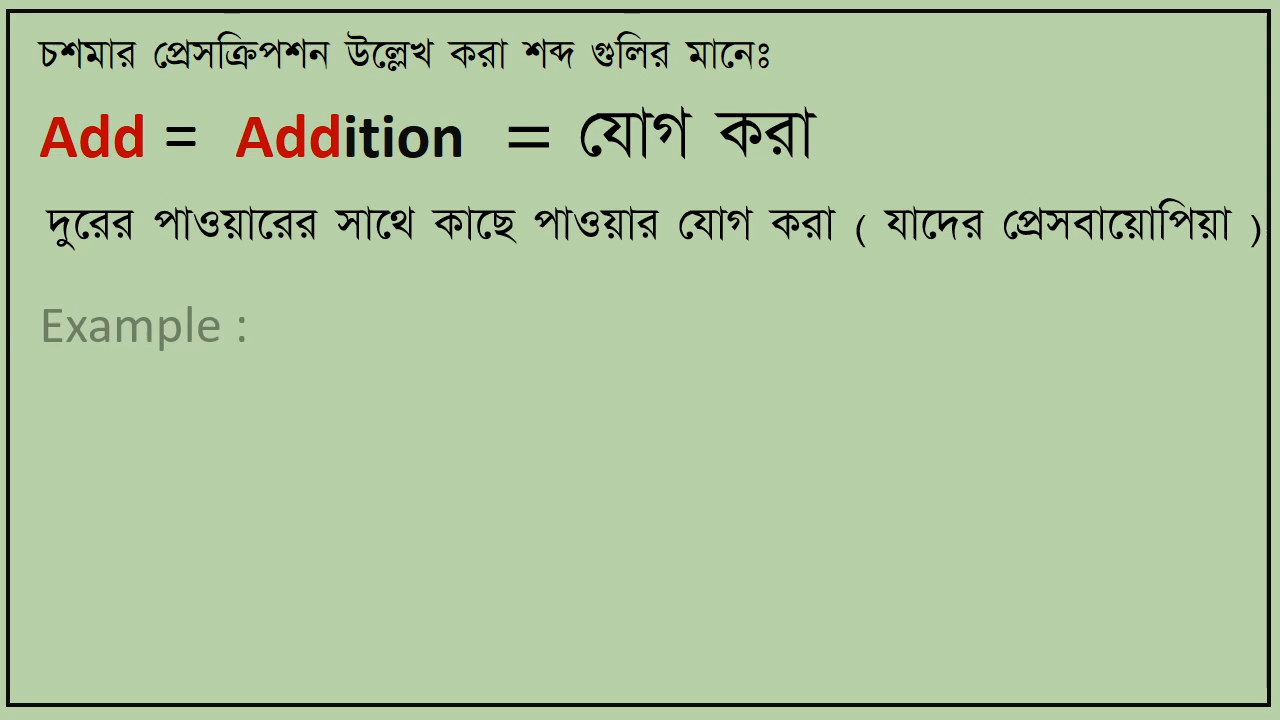 চশমার প্রেসক্রিপশন উল্লেখ করা শব্দ গুলির মানেঃ
Add = Addition = যোগ করা
দুরের পাওয়ারের সাথে কাছে পাওয়ার যোগ করা ( যাদের প্রেসবায়োপিয়া )
Example :